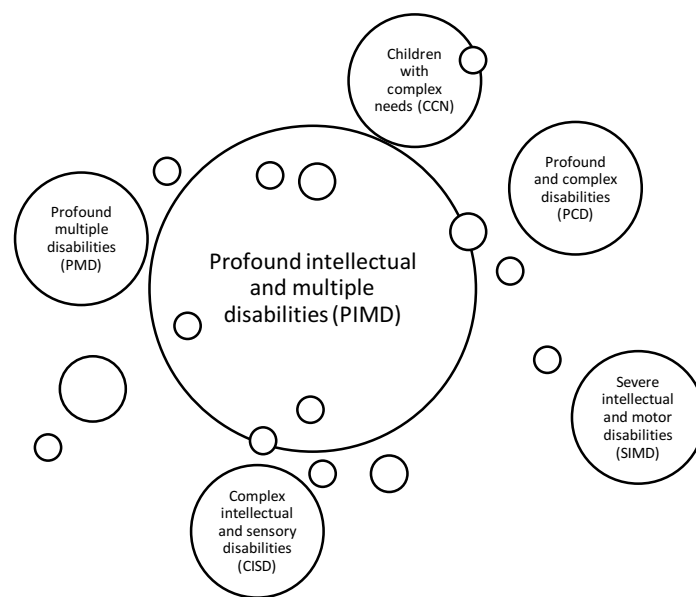 Children
with
complex
needs (CCN)
Profound
and complex
disabilities
(PCD)
Profound
multiple
disabilities
(PMD)
Profound intellectual
and multiple
disabilities (PIMD)
Severe
intellectual
and motor
disabilities
(SIMD)
Complex
intellectual
and sensory
disabilities
(CISD)